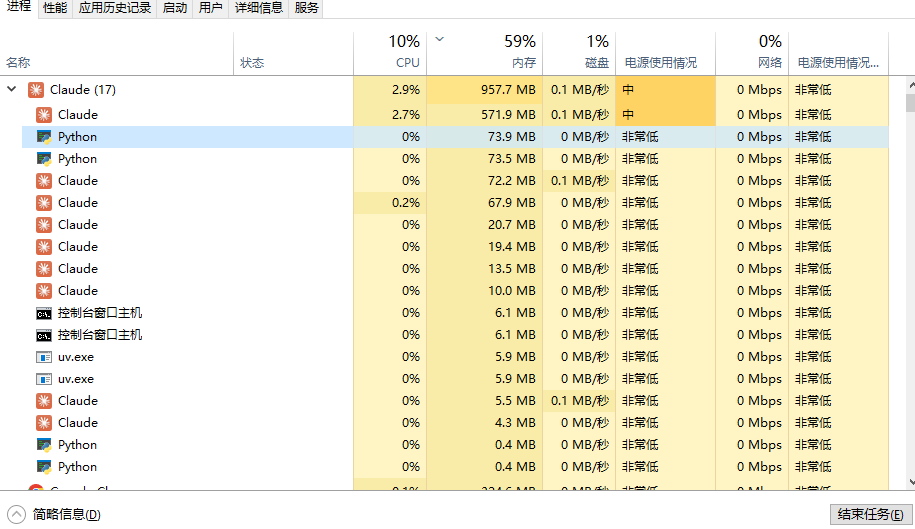 进程 性能 应用历史记录 启动 用户 详细信息 服务
10% 59% 1% 0%
名称 状态 CPU 内存 磁盘 电源使用情况 网络 电源使用情况...
Claude (17) 2.9% 957.7 MB 0.1 MB/秒 中 0 Mbps 非常低
Claude 2.7% 571.9 MB 0.1 MB/秒 中 0 Mbps 非常低
Python 0% 73.9 MB 0 MB/秒 非常低 0 Mbps 非常低
Python 0% 73.5 MB 0 MB/秒 非常低 0 Mbps 非常低
Claude 0% 72.2 MB 0.1 MB/秒 非常低 0 Mbps 非常低
Claude 0.2% 67.9 MB 0 MB/秒 非常低 0 Mbps 非常低
Claude 0% 20.7 MB 0 MB/秒 非常低 0 Mbps 非常低
Claude 0% 19.4 MB 0 MB/秒 非常低 0 Mbps 非常低
Claude 0% 13.5 MB 0 MB/秒 非常低 0 Mbps 非常低
Claude 0% 10.0 MB 0 MB/秒 非常低 0 Mbps 非常低
控制台窗口主机 0% 6.1 MB 0 MB/秒 非常低 0 Mbps 非常低
控制台窗口主机 0% 6.1 MB 0 MB/秒 非常低 0 Mbps 非常低
uv.exe 0% 5.9 MB 0 MB/秒 非常低 0 Mbps 非常低
uv.exe 0% 5.9 MB 0 MB/秒 非常低 0 Mbps 非常低
Claude 0% 5.5 MB 0.1 MB/秒 非常低 0 Mbps 非常低
Claude 0% 4.3 MB 0 MB/秒 非常低 0 Mbps 非常低
Python 0% 0.4 MB 0 MB/秒 非常低 0 Mbps 非常低
Python 0% 0.4 MB 0 MB/秒 非常低 0 Mbps 非常低
简略信息(D) 结束任务(E)